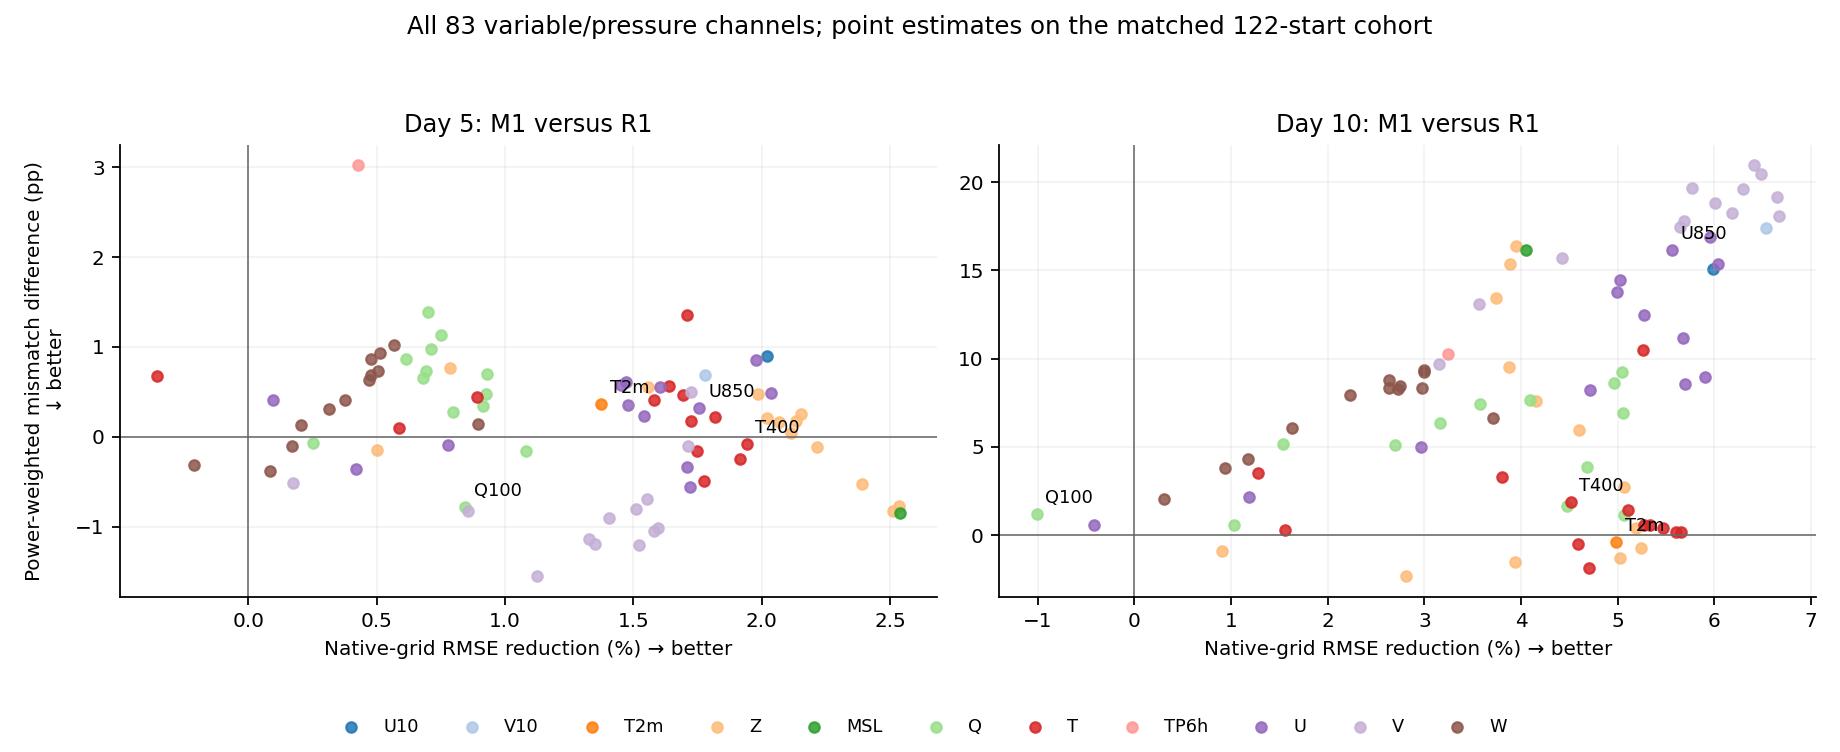 All 83 variable/pressure channels; point estimates on the matched 122-start cohort
Day 5: M1 versus R1
Power-weighted mismatch difference (pp)
↓ better
3
2
1
0
−1
T2m
U850
T400
Q100
0.0
0.5
1.0
1.5
2.0
2.5
Native-grid RMSE reduction (%) → better
Day 10: M1 versus R1
20
15
10
5
0
U850
Q100
T400
T2m
−1
0
1
2
3
4
5
6
7
Native-grid RMSE reduction (%) → better
U10
V10
T2m
Z
MSL
Q
T
TP6h
U
V
W